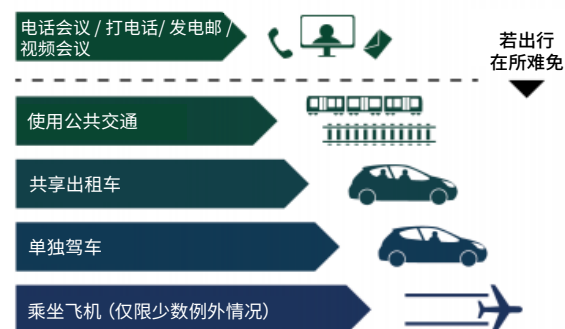 电话会议 / 打电话/ 发电邮 /
视频会议
若出行
在所难免
使用公共交通
共享出租车
单独驾车
乘坐飞机（仅限少数例外情况）